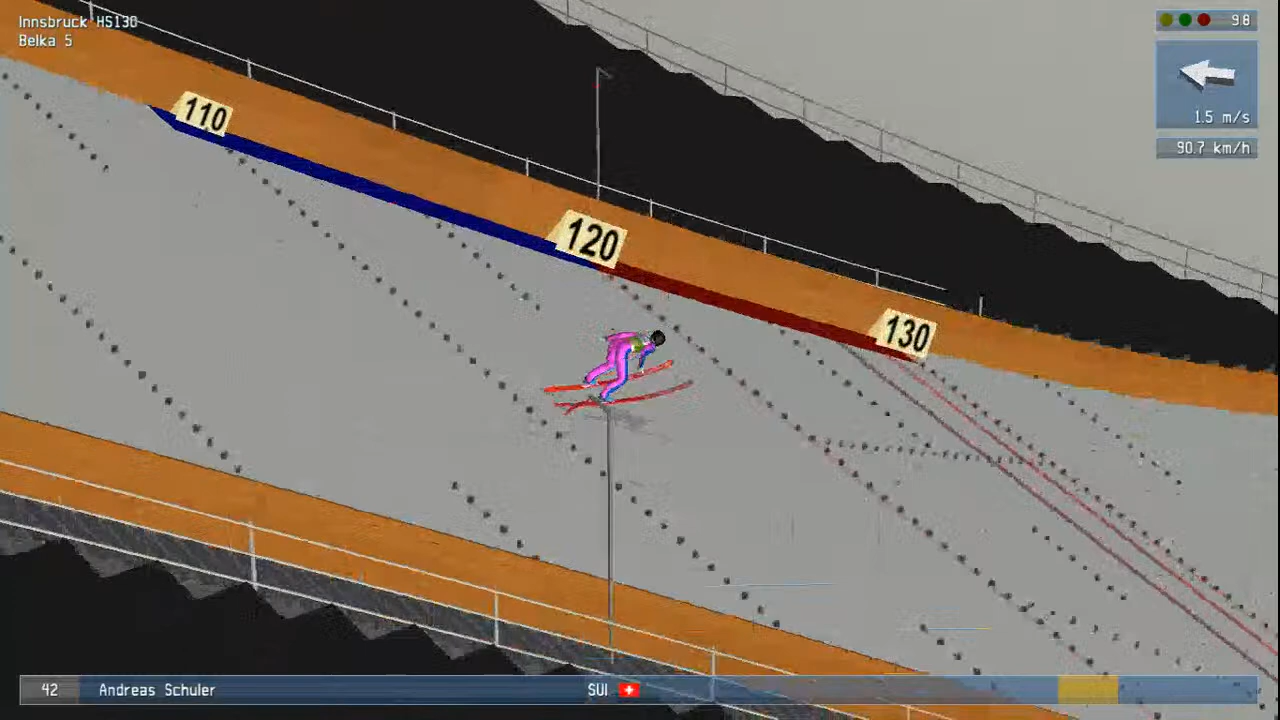 Innsbruck HS130
Belka 5
9.8
1.5 m/s
90.7 km/h
110
120
130
42 Andreas Schuler SUI